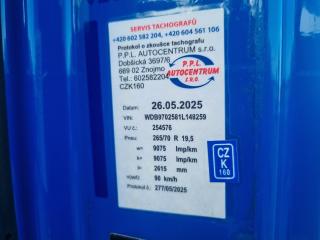 SERVIS TACHOGRAFŮ
+420 602 582 204, +420 604 561 106
Protokol o zkoušce tachografu
P.P.L. AUTOCENTRUM s.r.o.
Dobšická 3697/6
669 02 Znojmo
Tel.: 602582204
CZK160
P.P.L.
AUTOCENTRUM
S.R.O.
Datum: 26.05.2025
VIN: WDB9702581L148259
VU č.: 254576
Pneu: 265/70 R 19,5
w= 9075 Imp/km
k= 9075 Imp/km
l= 2615 mm
90 km/h
Protokol č. 277/05/2025
CZ
K
160